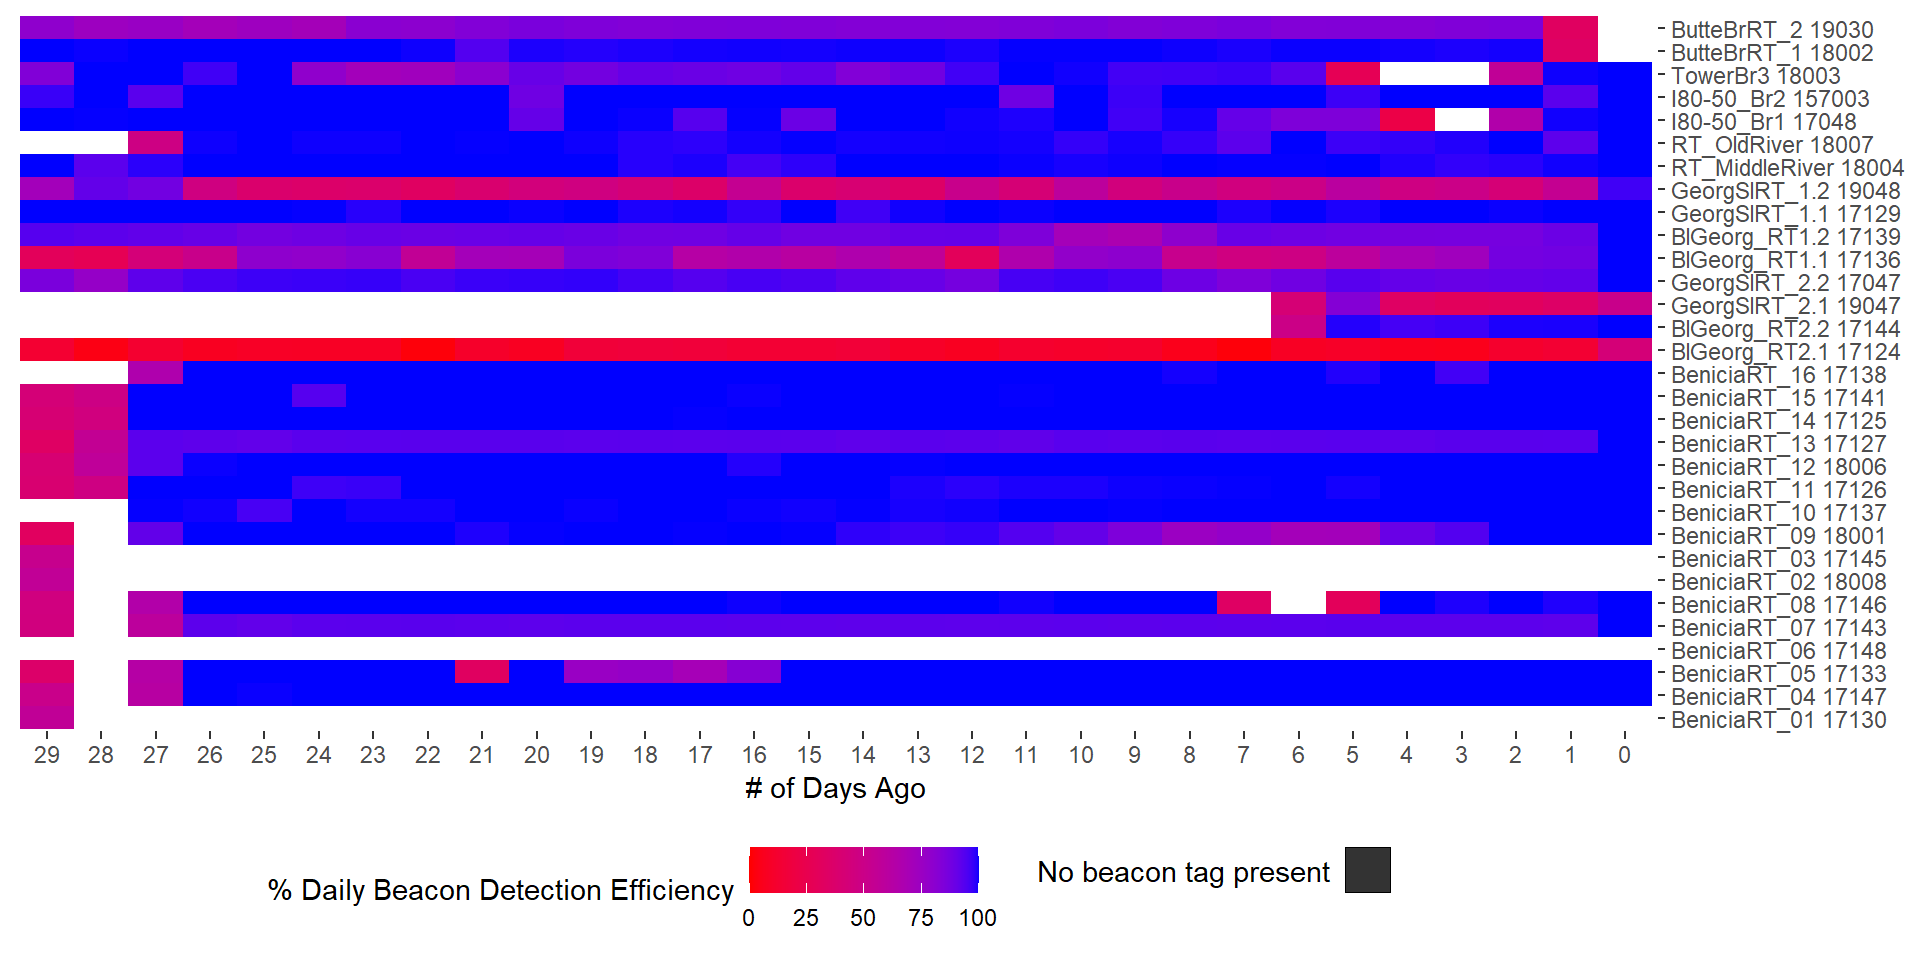 ButteBrRT_2 19030
ButteBrRT_1 18002
TowerBr3 18003
I80-50_Br2 157003
I80-50_Br1 17048
RT_OldRiver 18007
RT_MiddleRiver 18004
GeorgSlRT_1.2 19048
GeorgSlRT_1.1 17129
BlGeorg_RT1.2 17139
BlGeorg_RT1.1 17136
GeorgSlRT_2.2 17047
GeorgSlRT_2.1 19047
BlGeorg_RT2.2 17144
BlGeorg_RT2.1 17124
BeniciaRT_16 17138
BeniciaRT_15 17141
BeniciaRT_14 17125
BeniciaRT_13 17127
BeniciaRT_12 18006
BeniciaRT_11 17126
BeniciaRT_10 17137
BeniciaRT_09 18001
BeniciaRT_03 17145
BeniciaRT_02 18008
BeniciaRT_08 17146
BeniciaRT_07 17143
BeniciaRT_06 17148
BeniciaRT_05 17133
BeniciaRT_04 17147
BeniciaRT_01 17130
29 28 27 26 25 24 23 22 21 20 19 18 17 16 15 14 13 12 11 10 9 8 7 6 5 4 3 2 1 0
# of Days Ago
% Daily Beacon Detection Efficiency
0 25 50 75 100
No beacon tag present